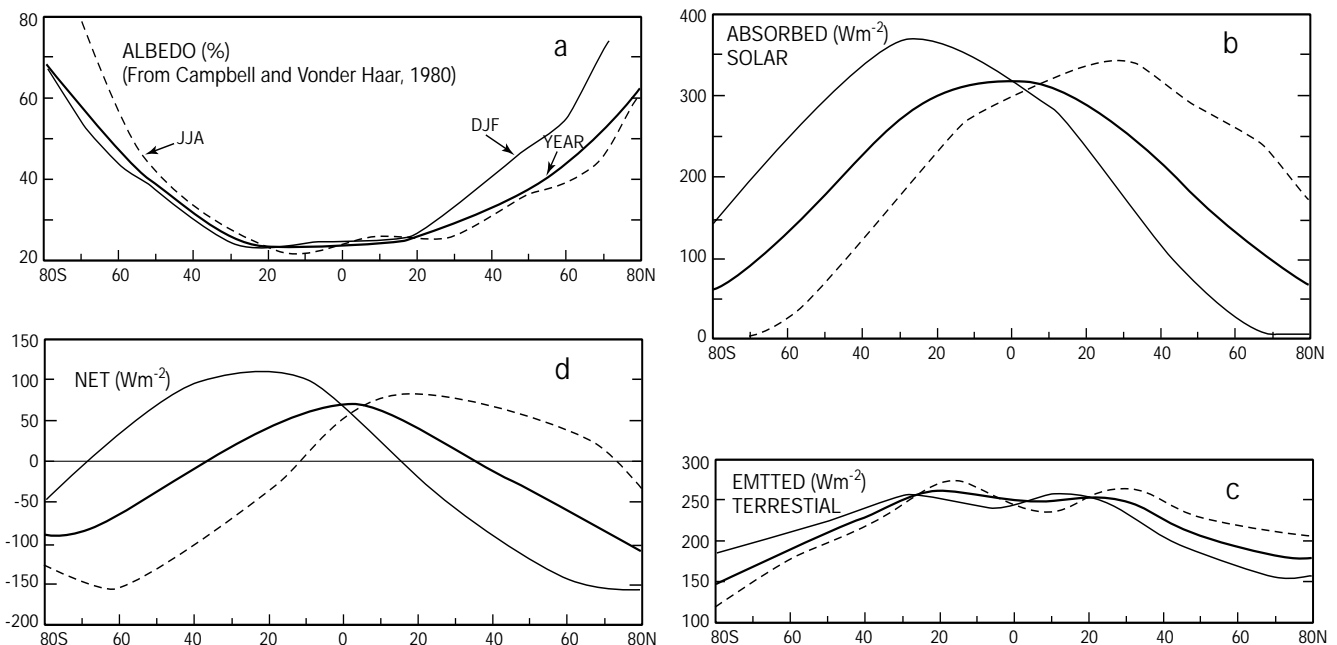 80
60
40
20
ALBEDO (%)
(From Campbell and Vonder Haar, 1980)
a
JJA
DJF
YEAR
80S 60 40 20 0 20 40 60 80N
400
300
200
100
0
ABSORBED (Wm-2)
SOLAR
b
80S 60 40 20 0 20 40 60 80N
150
100
50
0
-50
-100
-150
-200
NET (Wm-2)
d
80S 60 40 20 0 20 40 60 80N
300
250
200
150
100
EMTTED (Wm-2)
TERRESTIAL
c
80S 60 40 20 0 20 40 60 80N